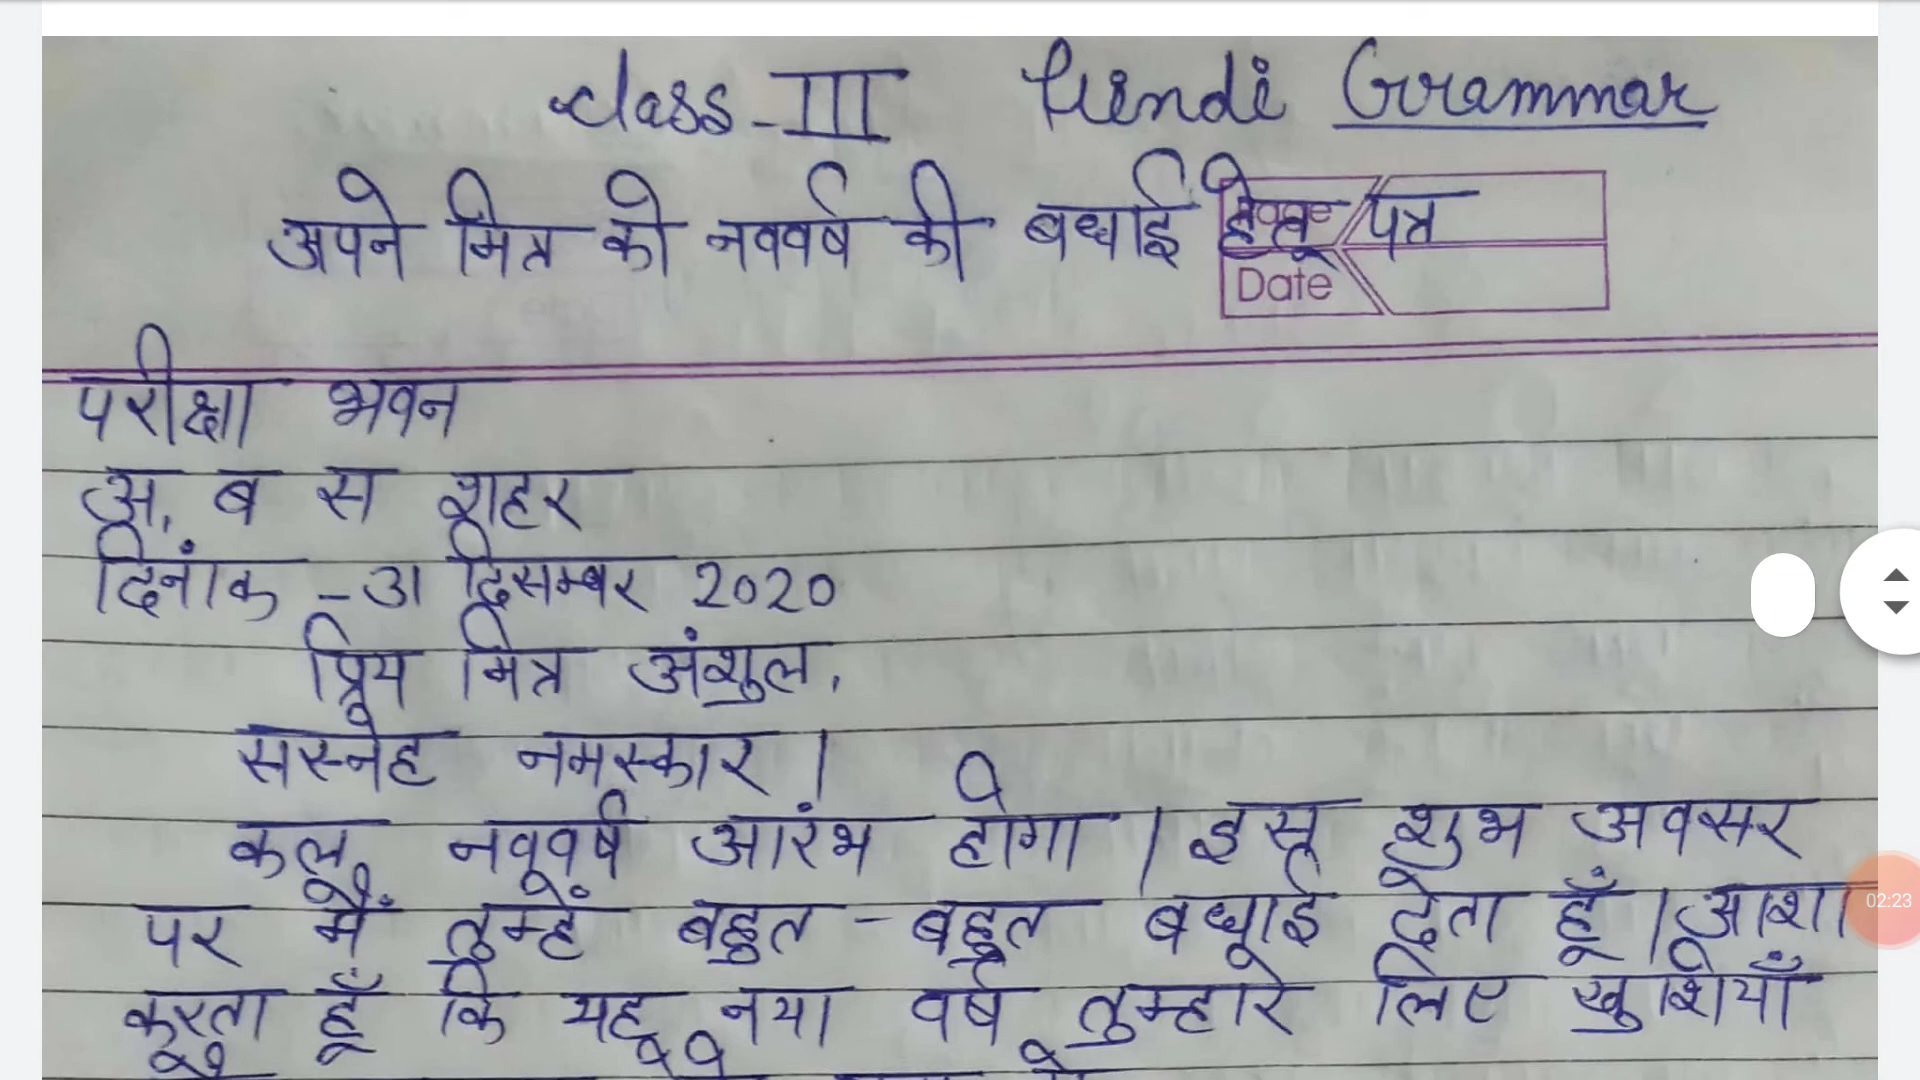 Class-III Hindi Grammar
अपने मित्र को नववर्ष की बधाई हेतु पत्र
Date
परीक्षा भवन
अ, ब स शहर
दिनांक - 31 दिसम्बर 2020
प्रिय मित्र अंशुल,
सस्नेह नमस्कार ।
कल नववर्ष आरंभ होगा । इस शुभ अवसर
पर मैं तुम्हें बहुत - बहुत बधाई देता हूँ । आशा
करता हूँ कि यह नया वर्ष तुम्हारे लिए खुशियाँ
02:23